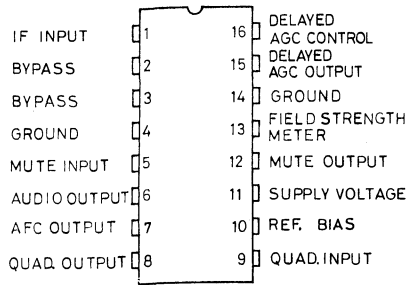 IF INPUT 1
BYPASS 2
BYPASS 3
GROUND 4
MUTE INPUT 5
AUDIO OUTPUT 6
AFC OUTPUT 7
QUAD. OUTPUT 8
16 DELAYED
AGC CONTROL
15 DELAYED
AGC OUTPUT
14 GROUND
13 FIELD STRENGTH
METER
12 MUTE OUTPUT
11 SUPPLY VOLTAGE
10 REF. BIAS
9 QUAD. INPUT